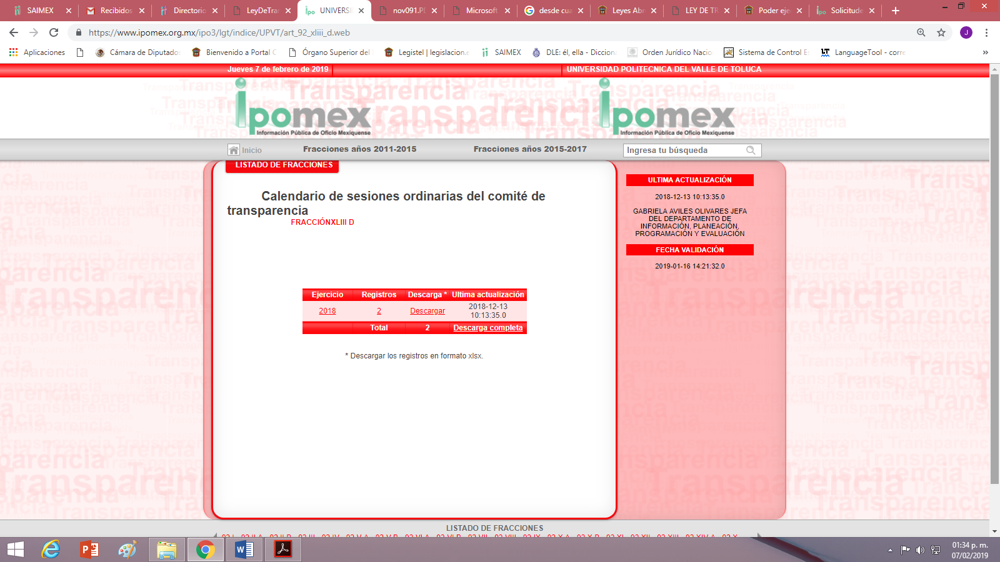 SAIMEX
Recibidos
Directorio
LeyDeTra
UNIVERSI
nov091.P
Microsoft
desde cua
Leyes Abr
LEY DE TR
Poder eje
Solicitude
https://www.ipomex.org.mx/ipo3/lgt/indice/UPVT/art_92_xliii_d.web
J
Aplicaciones
Cámara de Diputados
Bienvenido a Portal C
Órgano Superior del
Legistel | legislacion.e
SAIMEX
DLE: él, ella - Diccion
Orden Jurídico Nacio
Sistema de Control Es
LanguageTool - corre
»
Jueves 7 de febrero de 2019
UNIVERSIDAD POLITECNICA DEL VALLE DE TOLUCA
ipomex
Información Pública de Oficio Mexiquense
ipomex
Información Pública de Oficio Mexiquense
Transparencia
Inicio
Fracciones años 2011-2015
Fracciones años 2015-2017
Ingresa tu búsqueda
LISTADO DE FRACCIONES
Calendario de sesiones ordinarias del comité de
transparencia
FRACCIÓNXLIII D
Ejercicio Registros Descarga * Ultima actualización
2018 2 Descargar 2018-12-13
10:13:35.0
Total 2 Descarga completa
* Descargar los registros en formato xlsx.
ULTIMA ACTUALIZACIÓN
2018-12-13 10:13:35.0
GABRIELA AVILES OLIVARES JEFA
DEL DEPARTAMENTO DE
INFORMACIÓN, PLANEACIÓN,
PROGRAMACIÓN Y EVALUACIÓN
FECHA VALIDACIÓN
2019-01-16 14:21:32.0
LISTADO DE FRACCIONES
01:34 p. m.
07/02/2019